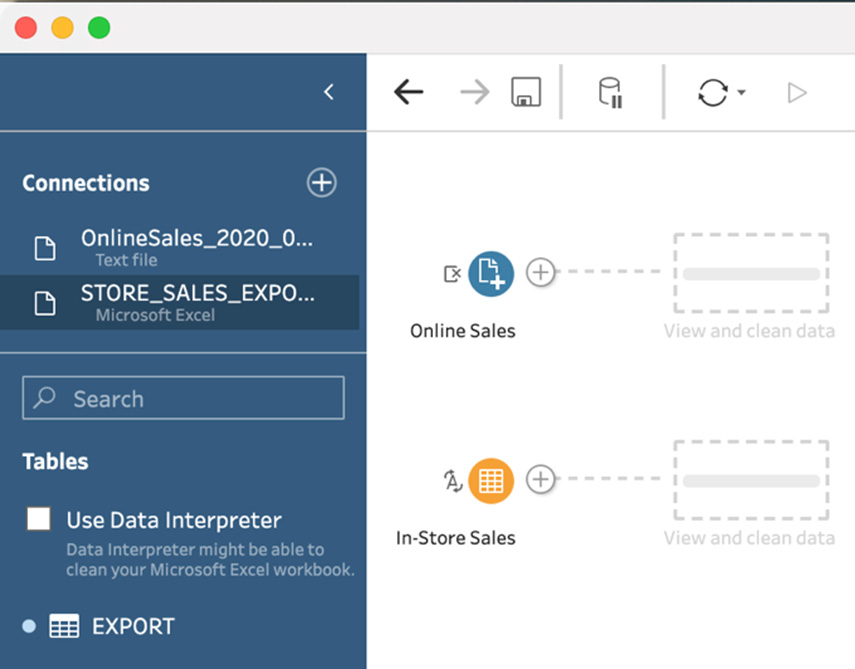 Connections
OnlineSales_2020_0...
Text file
STORE_SALES_EXPO...
Microsoft Excel
Search
Tables
Use Data Interpreter
Data Interpreter might be able to
clean your Microsoft Excel workbook.
EXPORT
Online Sales
View and clean data
In-Store Sales
View and clean data